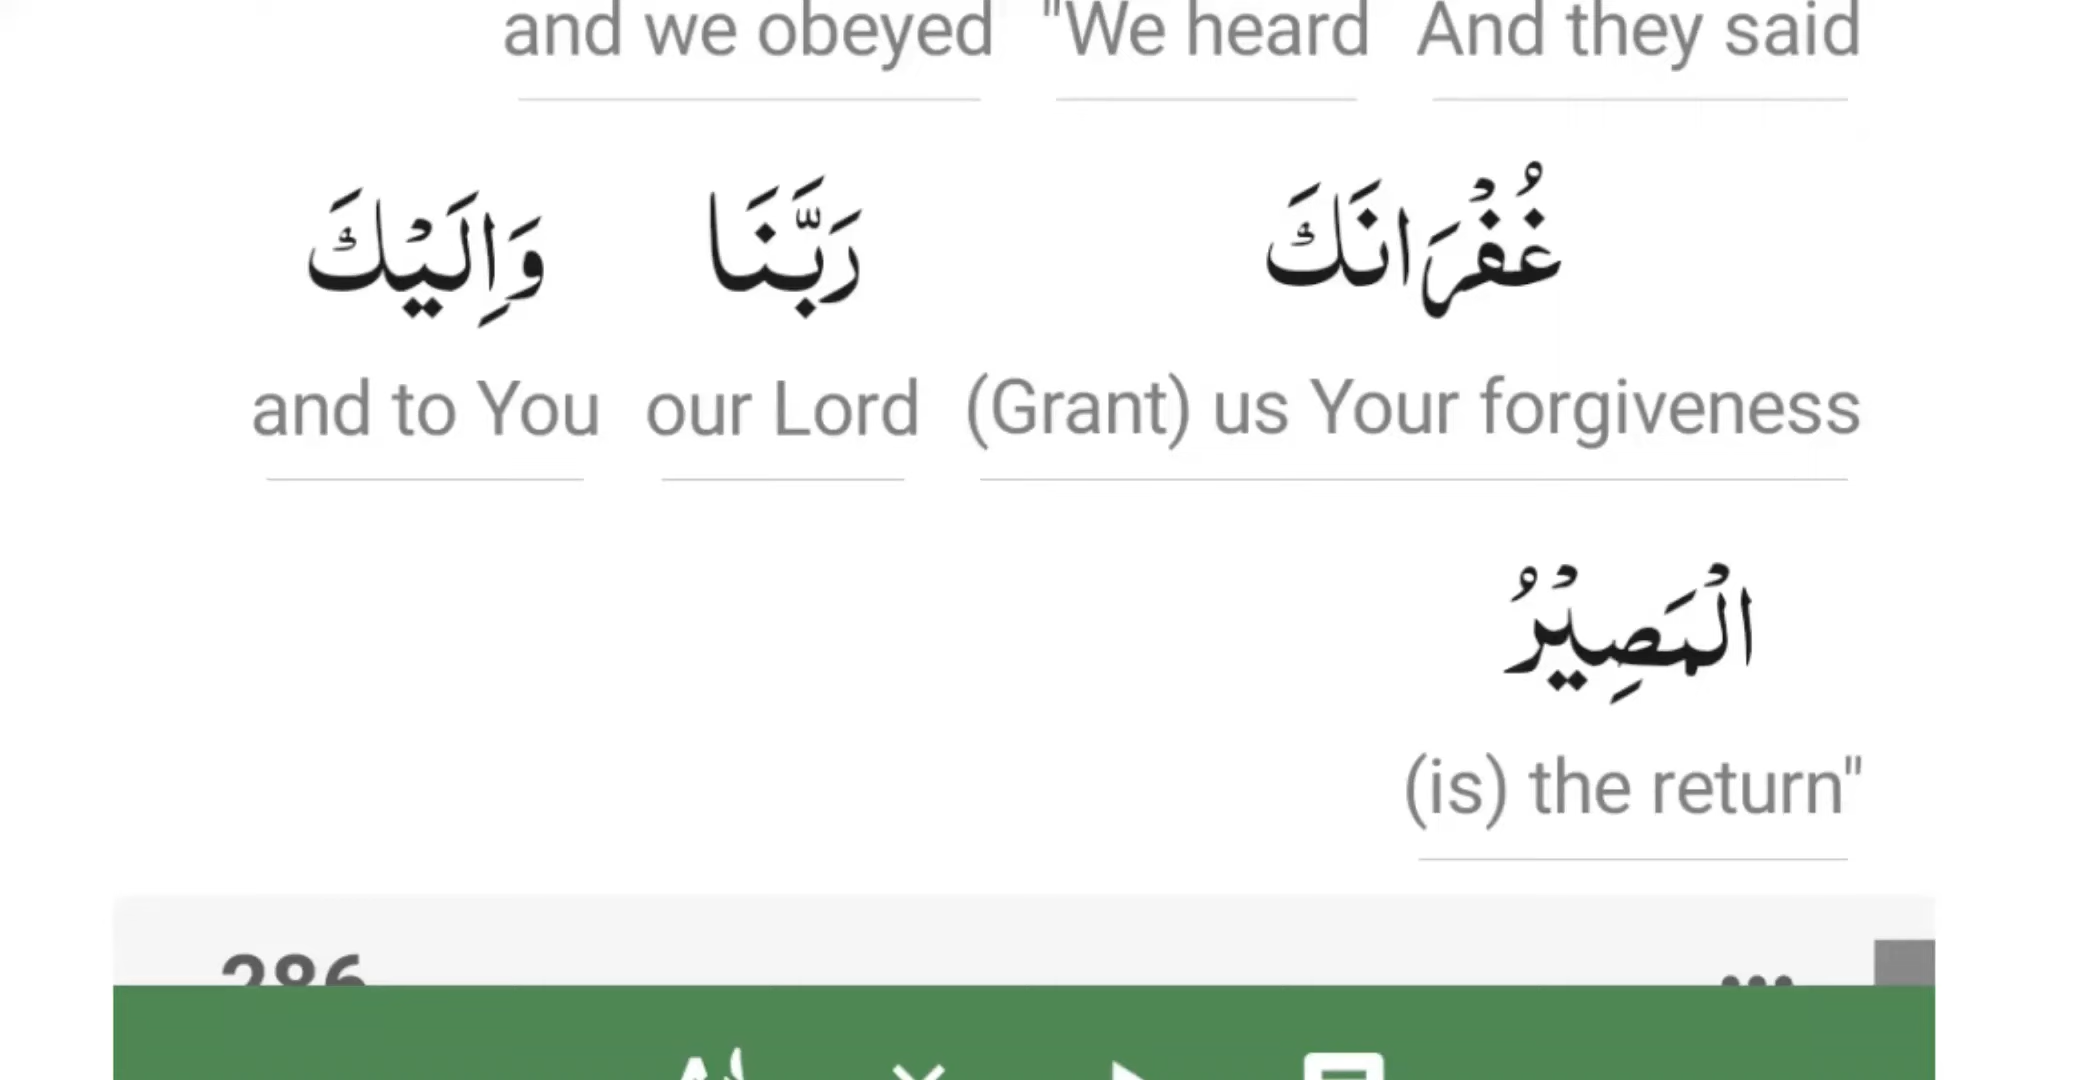 And they said "We heard and we obeyed
غُفْرَانَكَ رَبَّنَا وَاِلَيْكَ
(Grant) us Your forgiveness our Lord and to You
الْمَصِيْرُ
(is) the return"
286